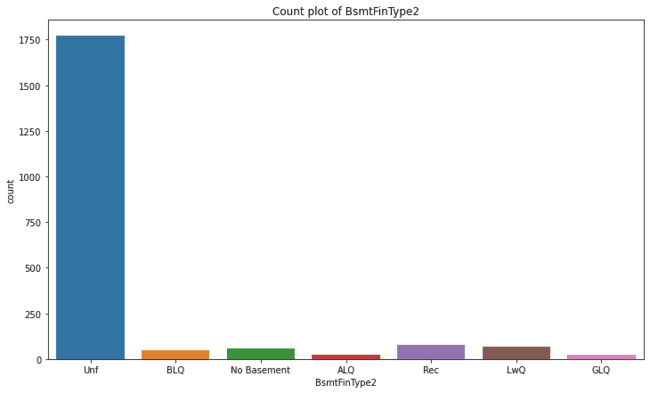 Count plot of BsmtFinType2
1750
1500
1250
1000
750
500
250
0
count
Unf BLQ No Basement ALQ Rec LwQ GLQ
BsmtFinType2